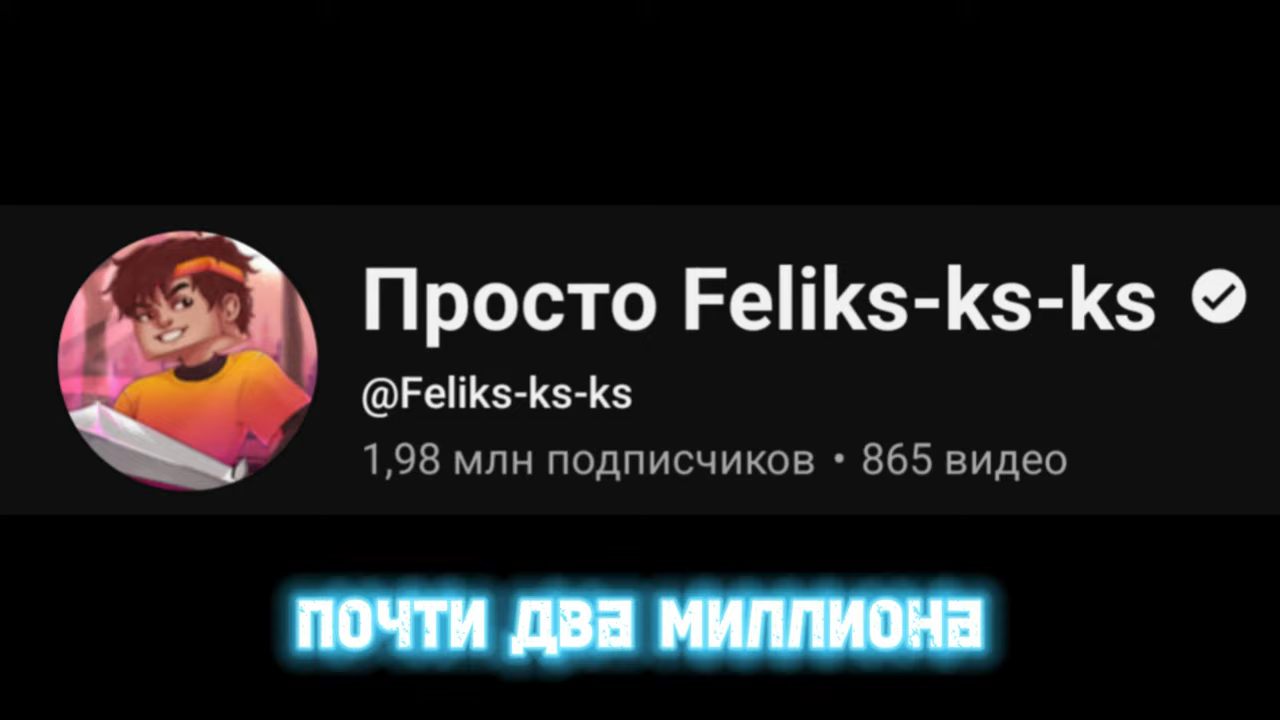 Просто Feliks-ks-ks
@Feliks-ks-ks
1,98 млн подписчиков • 865 видео
ПОЧТИ ДВА МИЛЛИОНА